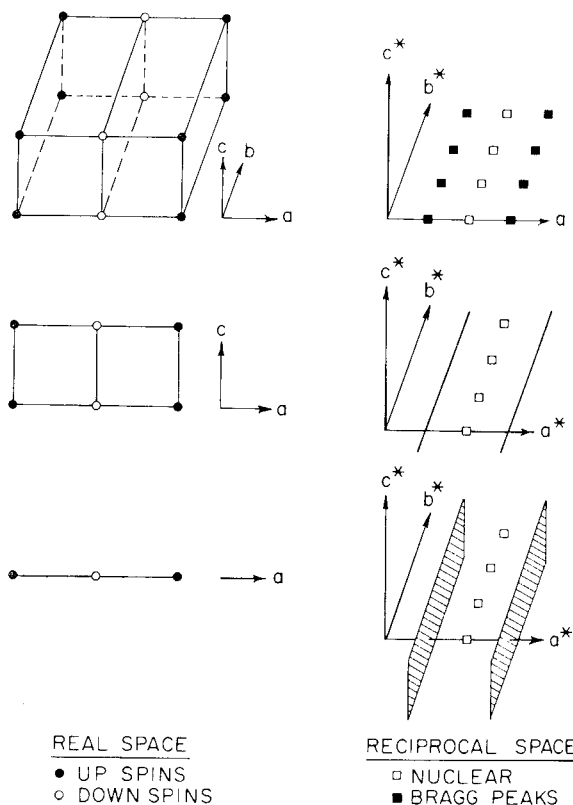 c
b
a
c*
b*
a
c
a
c*
b*
a*
a
c*
b*
a*
REAL SPACE
● UP SPINS
○ DOWN SPINS
RECIPROCAL SPACE
□ NUCLEAR
■ BRAGG PEAKS